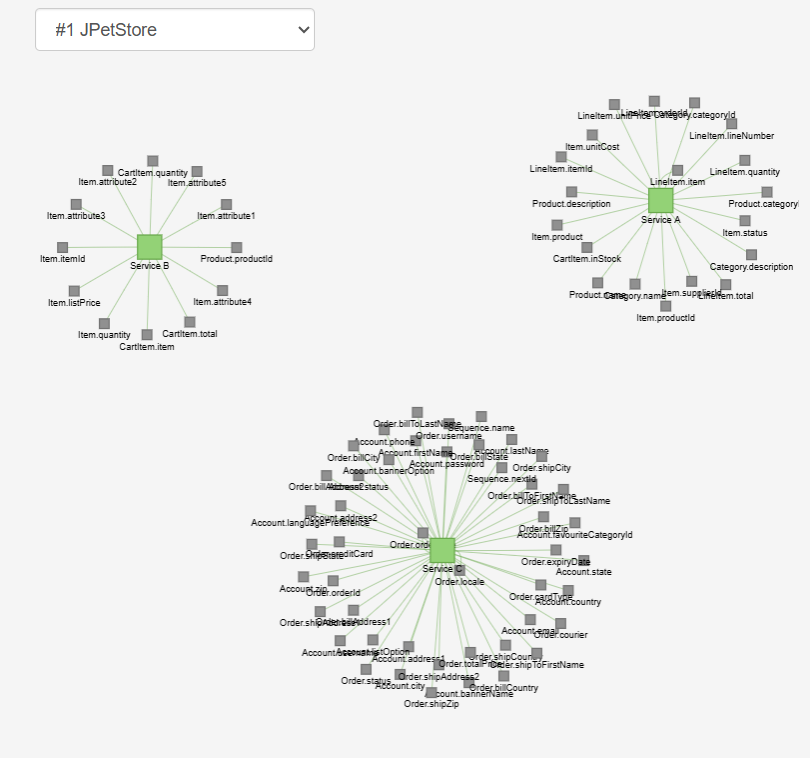 #1 JPetStore
CartItem.quantity
Item.attribute2
Item.attribute5
Item.attribute3
Item.attribute1
Item.itemId
Service B
Product.productId
Item.listPrice
Item.attribute4
Item.quantity
CartItem.total
CartItem.item
LineItem.unitPrice
LineItem.orderId
Category.categoryId
LineItem.lineNumber
Item.unitCost
LineItem.itemId
LineItem.item
LineItem.quantity
Product.description
Product.category
Service A
Item.product
Item.status
CartItem.inStock
Category.description
Product.name
Category.name
Item.supplierId
LineItem.total
Item.productId
Order.billToLastName
Sequence.name
Account.phone
Order.username
Account.firstName
Account.lastName
Order.billCity
Order.billState
Account.bannerOption
Account.password
Order.shipCity
Sequence.nextId
Account.status
Order.billToFirstName
Order.shipToLastName
Account.address2
Account.languagePreference
Order.billZip
Account.favouriteCategoryId
Order.shipState
Order.creditCard
Order.expiryDate
Service C
Account.state
Order.locale
Account.zip
Order.orderId
Order.cardType
Account.country
Order.billAddress1
Account.email
Order.courier
Account.listOption
Account.address1
Order.totalPrice
Order.shipCountry
Order.shipToFirstName
Order.status
Order.shipAddress2
Account.city
Account.bannerName
Order.billCountry
Order.shipZip